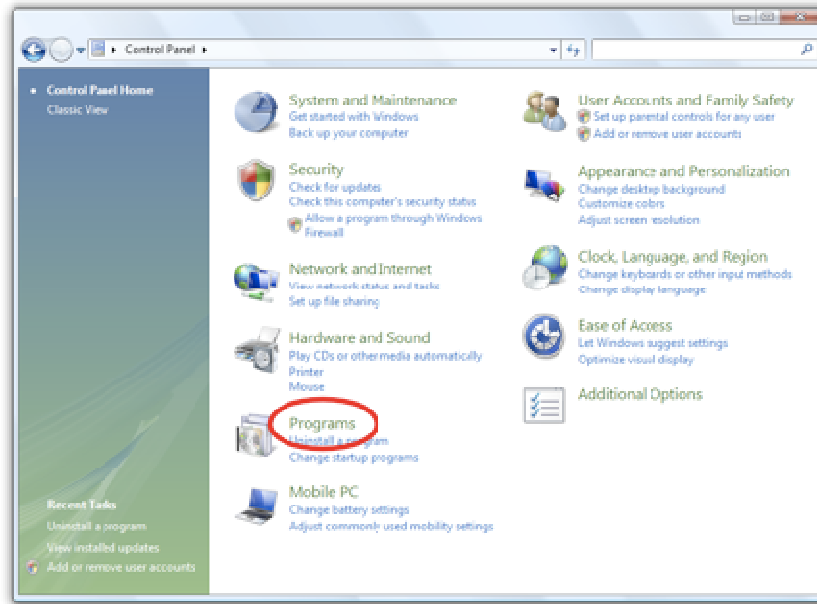 Control Panel
Control Panel Home
Classic View
System and Maintenance
Get started with Windows
Back up your computer
Security
Check for updates
Check this computer's security status
Allow a program through Windows
Firewall
Network and Internet
View network status and tasks
Set up file sharing
Hardware and Sound
Play CDs or other media automatically
Printer
Mouse
Programs
Uninstall a program
Change startup programs
Mobile PC
Change battery settings
Adjust commonly used mobility settings
User Accounts and Family Safety
Set up parental controls for any user
Add or remove user accounts
Appearance and Personalization
Change desktop background
Customize colors
Adjust screen resolution
Clock, Language, and Region
Change keyboards or other input methods
Change display language
Ease of Access
Let Windows suggest settings
Optimize visual display
Additional Options
Recent Tasks
Uninstall a program
View installed updates
Add or remove user accounts